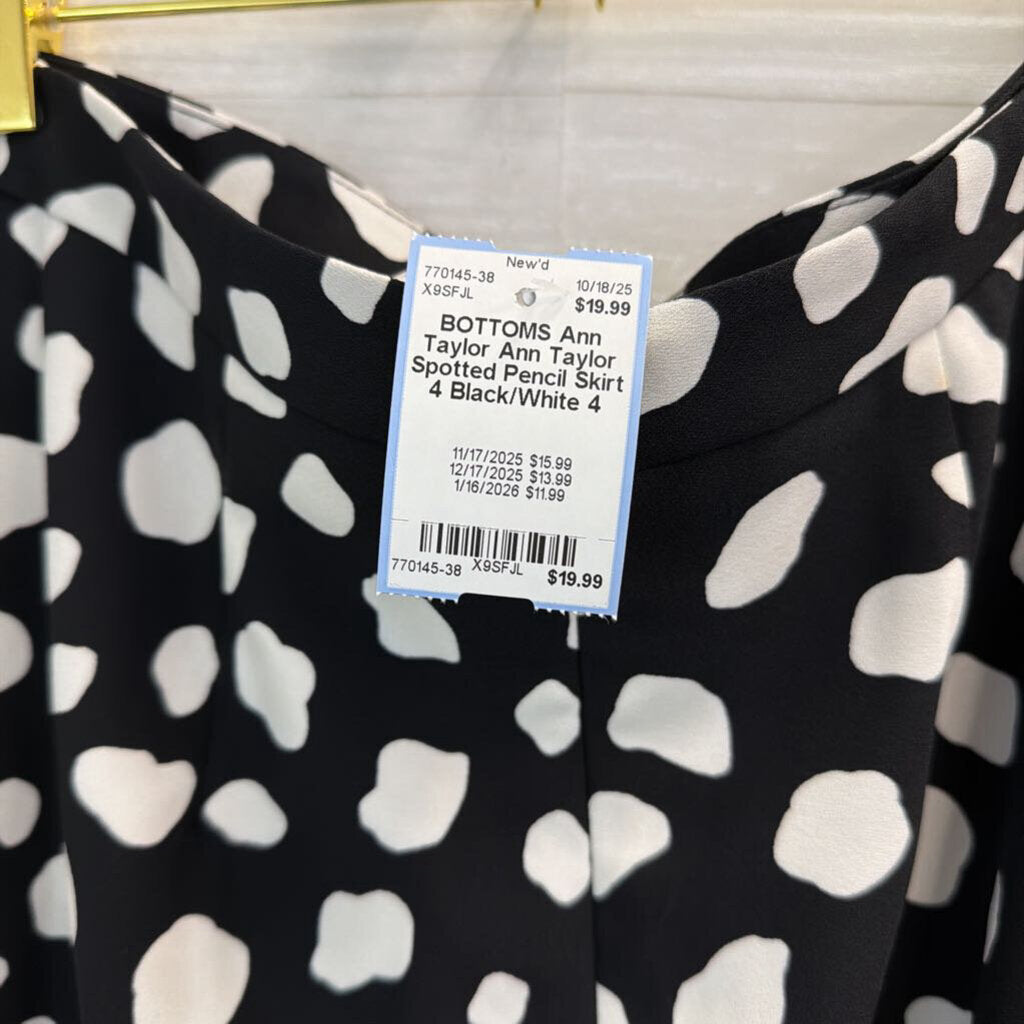 New'd
770145-38 10/18/25
X9SFJL $19.99
BOTTOMS Ann
Taylor Ann Taylor
Spotted Pencil Skirt
4 Black/White 4
11/17/2025 $15.99
12/17/2025 $13.99
1/16/2026 $11.99
770145-38 X9SFJL $19.99